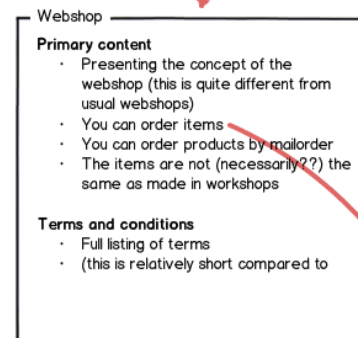 Webshop
Primary content
· Presenting the concept of the
webshop (this is quite different from
usual webshops)
· You can order items
· You can order products by mailorder
· The items are not (necessarily??) the
same as made in workshops
Terms and conditions
· Full listing of terms
· (this is relatively short compared to